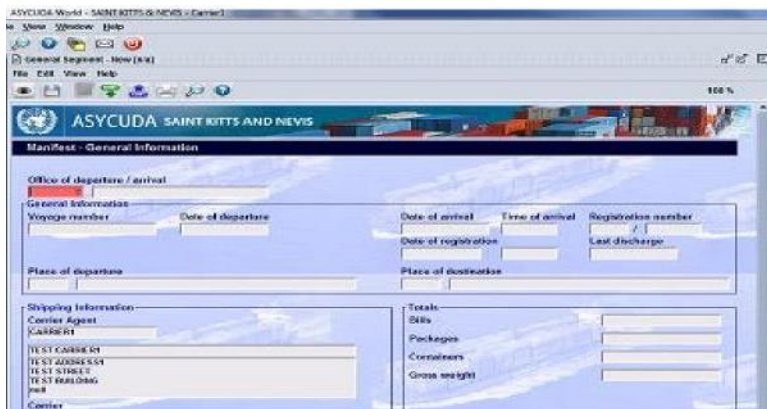 ASYCUDA World - SAINT KITTS & NEVIS - Carrier1
View Window Help
General Segment - New [n/a]
File Edit View Help
100 %
ASYCUDA SAINT KITTS AND NEVIS
Manifest - General Information
Office of departure / arrival
General Information
Voyage number Date of departure Date of arrival Time of arrival Registration number
/
Date of registration Last discharge
Place of departure Place of destination
Shipping Information Totals
Carrier Agent Bills
CARRIER1
Packages
TEST CARRIER1
Containers
TEST ADDRESS1
TEST STREET
Gross weight
TEST BUILDING
null
Carrier